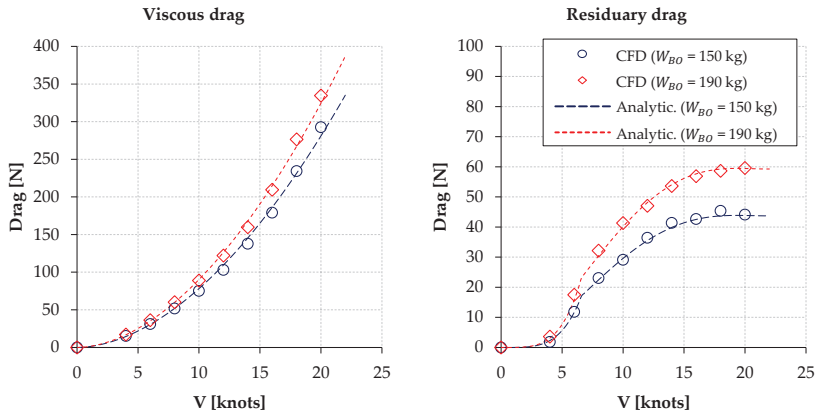 Viscous drag
400
350
300
250
200
150
100
50
0
Drag [N]
0 5 10 15 20 25
V [knots]
Residuary drag
100
90
80
70
60
50
40
30
20
10
0
Drag [N]
0 5 10 15 20 25
V [knots]
CFD (W_BO = 150 kg)
CFD (W_BO = 190 kg)
Analytic. (W_BO = 150 kg)
Analytic. (W_BO = 190 kg)